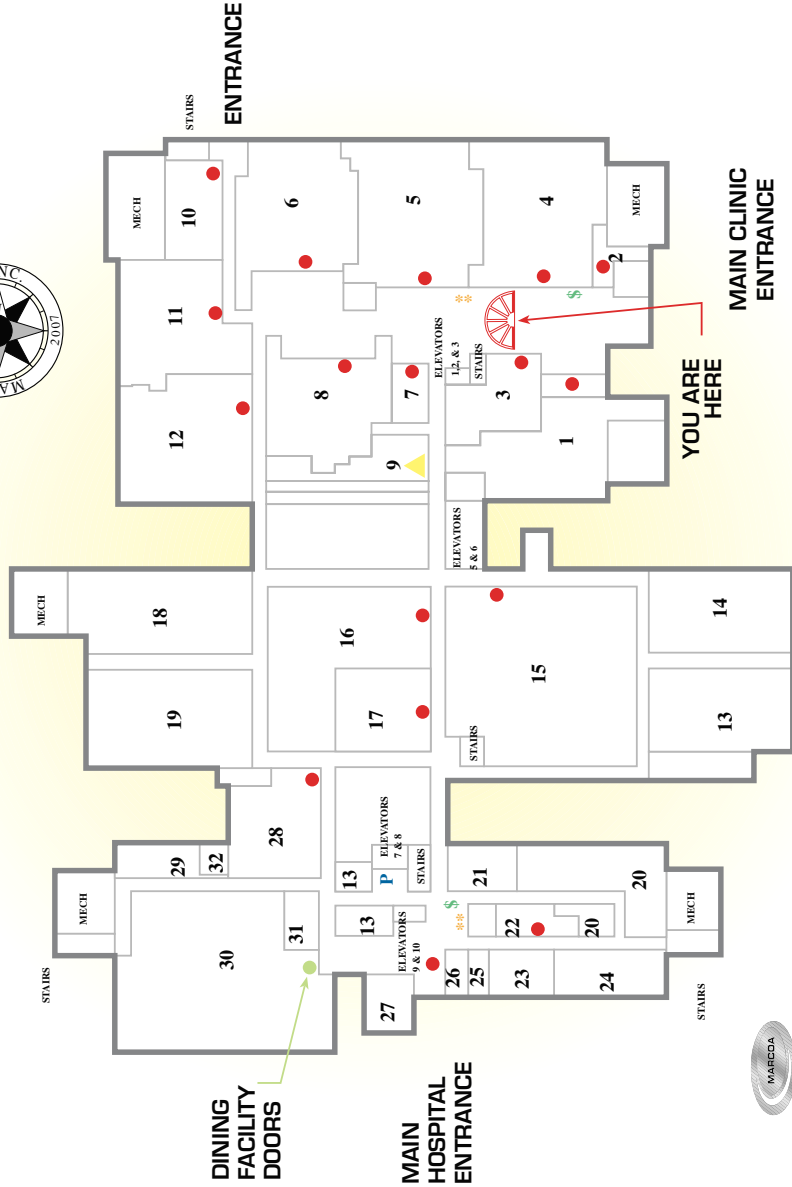 ENTRANCE
STAIRS
MECH
10
6
5
4
MECH
2
11
12
8
7
9
3
1
ELEVATORS
1,2, & 3
STAIRS
**
$
MAIN CLINIC
ENTRANCE
YOU ARE
HERE
NC.
2007
MA
ELEVATORS
5 & 6
MECH
18
19
16
17
15
14
13
STAIRS
28
29
32
30
31
MECH
STAIRS
13
13
P
ELEVATORS
7 & 8
STAIRS
ELEVATORS
9 & 10
**
$
21
20
22
20
26
25
23
24
27
MECH
STAIRS
DINING
FACILITY
DOORS
MAIN
HOSPITAL
ENTRANCE
MARCOA